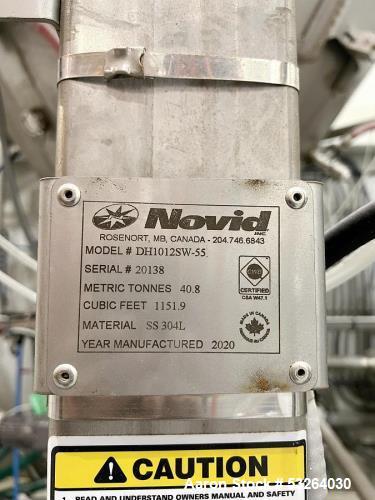 Novid INC.
ROSENORT, MB, CANADA - 204.746.6843
MODEL # DH1012SW-55
SERIAL # 20138
METRIC TONNES 40.8
CUBIC FEET 1151.9
MATERIAL SS 304L
YEAR MANUFACTURED 2020
CWB
CERTIFIED
CSA W47.1
MADE IN CANADA
CAUTION
1. READ AND UNDERSTAND OWNERS MANUAL AND SAFETY
Aaron Stock # 53264030